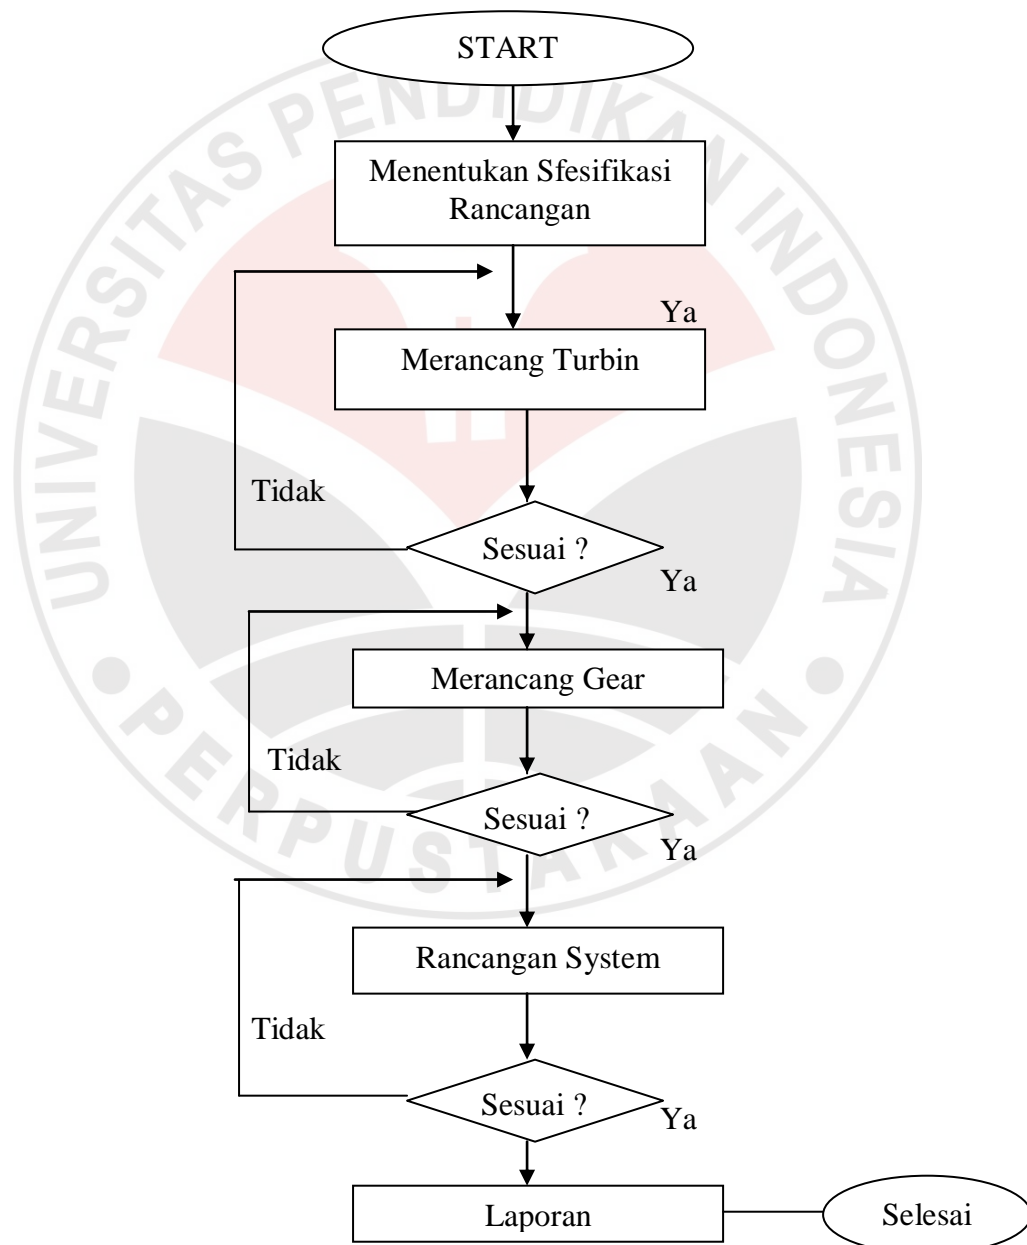 START
Menentukan Sfesifikasi
Rancangan
Ya
Merancang Turbin
Tidak
Sesuai ?
Ya
Merancang Gear
Tidak
Sesuai ?
Ya
Rancangan System
Tidak
Sesuai ?
Ya
Laporan
Selesai
UNIVERSITAS PENDIDIKAN INDONESIA
PERPUSTAKAAN